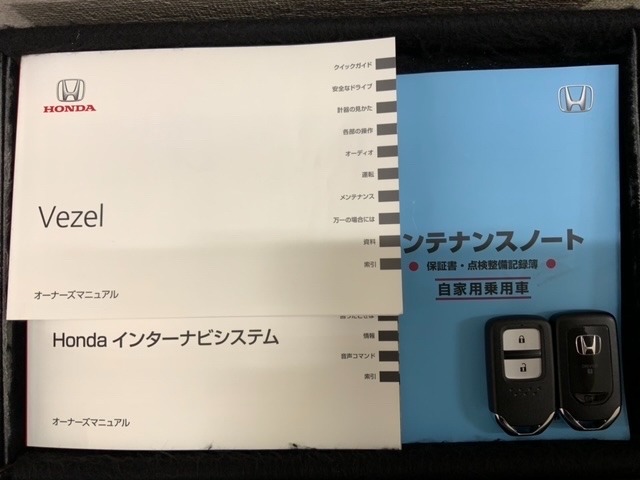 HONDA
Vezel
オーナーズマニュアル
クイックガイド
安全なドライブ
計器の見かた
各部の操作
オーディオ
運転
メンテナンス
万一の場合には
資料
索引
Honda インターナビシステム
情報
音声コマンド
索引
オーナーズマニュアル
ンテナンスノート
● 保証書・点検整備記録簿 ●
自家用乗用車